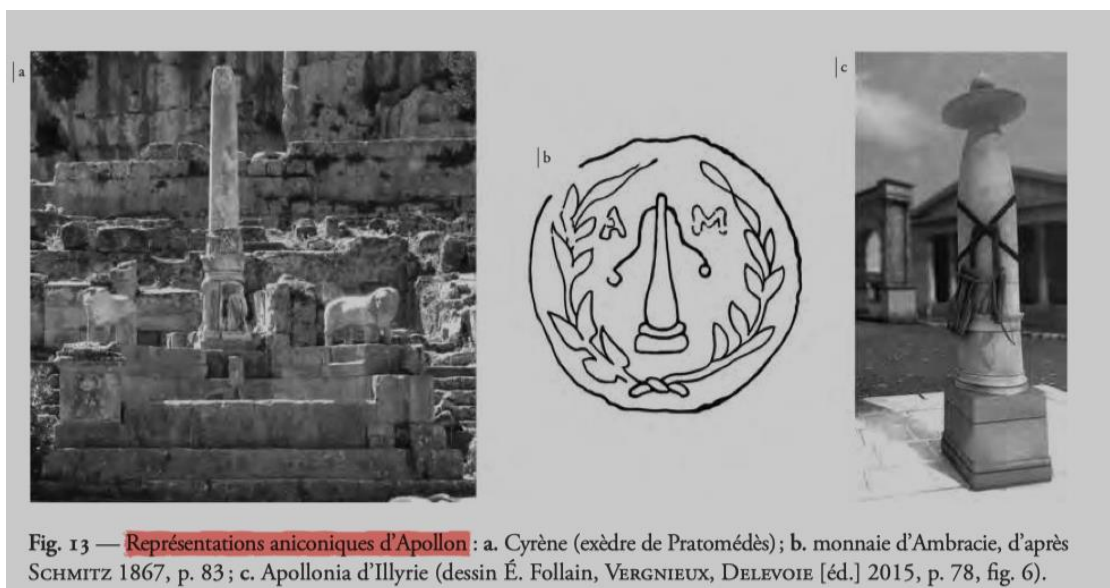 |a
|b
|c
A M
Fig. 13 — Représentations aniconiques d'Apollon : a. Cyrène (exèdre de Pratomédès) ; b. monnaie d'Ambracie, d'après
SCHMITZ 1867, p. 83 ; c. Apollonia d'Illyrie (dessin É. Follain, VERGNIEUX, DELEVOIE [éd.] 2015, p. 78, fig. 6).